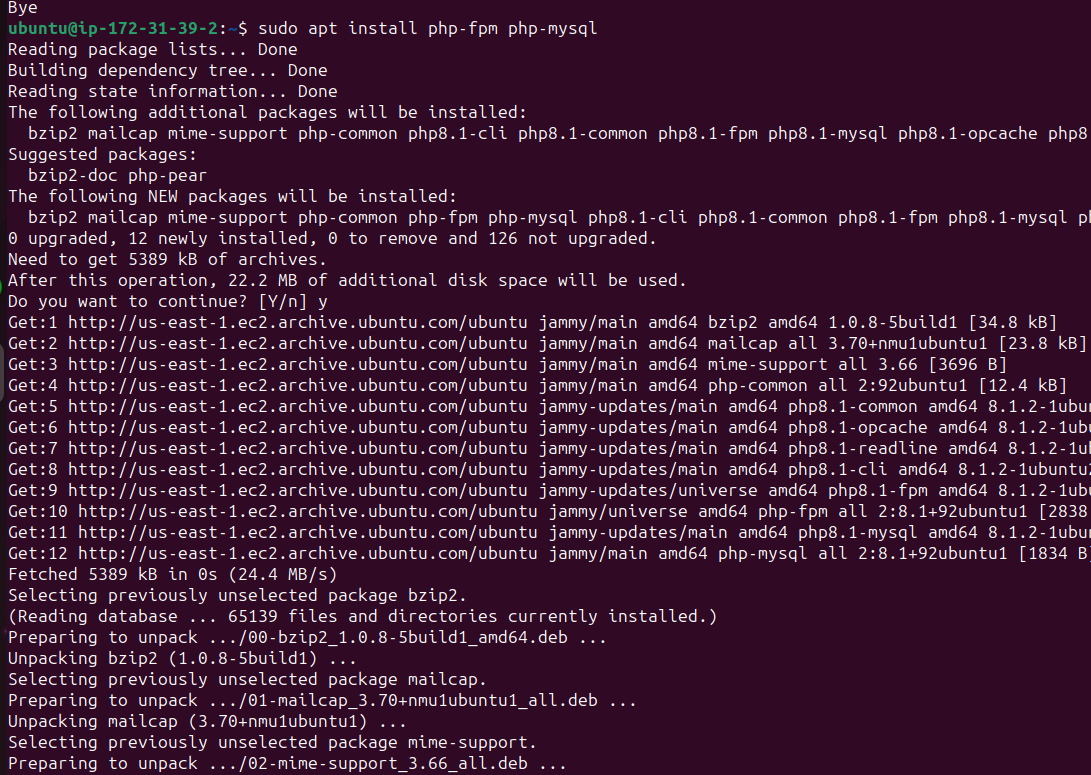 Bye
ubuntu@ip-172-31-39-2:~$ sudo apt install php-fpm php-mysql
Reading package lists... Done
Building dependency tree... Done
Reading state information... Done
The following additional packages will be installed:
  bzip2 mailcap mime-support php-common php8.1-cli php8.1-common php8.1-fpm php8.1-mysql php8.1-opcache php8
Suggested packages:
  bzip2-doc php-pear
The following NEW packages will be installed:
  bzip2 mailcap mime-support php-common php-fpm php-mysql php8.1-cli php8.1-common php8.1-fpm php8.1-mysql ph
0 upgraded, 12 newly installed, 0 to remove and 126 not upgraded.
Need to get 5389 kB of archives.
After this operation, 22.2 MB of additional disk space will be used.
Do you want to continue? [Y/n] y
Get:1 http://us-east-1.ec2.archive.ubuntu.com/ubuntu jammy/main amd64 bzip2 amd64 1.0.8-5build1 [34.8 kB]
Get:2 http://us-east-1.ec2.archive.ubuntu.com/ubuntu jammy/main amd64 mailcap all 3.70+nmu1ubuntu1 [23.8 kB]
Get:3 http://us-east-1.ec2.archive.ubuntu.com/ubuntu jammy/main amd64 mime-support all 3.66 [3696 B]
Get:4 http://us-east-1.ec2.archive.ubuntu.com/ubuntu jammy/main amd64 php-common all 2:92ubuntu1 [12.4 kB]
Get:5 http://us-east-1.ec2.archive.ubuntu.com/ubuntu jammy-updates/main amd64 php8.1-common amd64 8.1.2-1ubu
Get:6 http://us-east-1.ec2.archive.ubuntu.com/ubuntu jammy-updates/main amd64 php8.1-opcache amd64 8.1.2-1ub
Get:7 http://us-east-1.ec2.archive.ubuntu.com/ubuntu jammy-updates/main amd64 php8.1-readline amd64 8.1.2-1u
Get:8 http://us-east-1.ec2.archive.ubuntu.com/ubuntu jammy-updates/main amd64 php8.1-cli amd64 8.1.2-1ubuntu2
Get:9 http://us-east-1.ec2.archive.ubuntu.com/ubuntu jammy-updates/universe amd64 php8.1-fpm amd64 8.1.2-1ub
Get:10 http://us-east-1.ec2.archive.ubuntu.com/ubuntu jammy/universe amd64 php-fpm all 2:8.1+92ubuntu1 [2838
Get:11 http://us-east-1.ec2.archive.ubuntu.com/ubuntu jammy-updates/main amd64 php8.1-mysql amd64 8.1.2-1ubu
Get:12 http://us-east-1.ec2.archive.ubuntu.com/ubuntu jammy/main amd64 php-mysql all 2:8.1+92ubuntu1 [1834 B
Fetched 5389 kB in 0s (24.4 MB/s)
Selecting previously unselected package bzip2.
(Reading database ... 65139 files and directories currently installed.)
Preparing to unpack .../00-bzip2_1.0.8-5build1_amd64.deb ...
Unpacking bzip2 (1.0.8-5build1) ...
Selecting previously unselected package mailcap.
Preparing to unpack .../01-mailcap_3.70+nmu1ubuntu1_all.deb ...
Unpacking mailcap (3.70+nmu1ubuntu1) ...
Selecting previously unselected package mime-support.
Preparing to unpack .../02-mime-support_3.66_all.deb ...